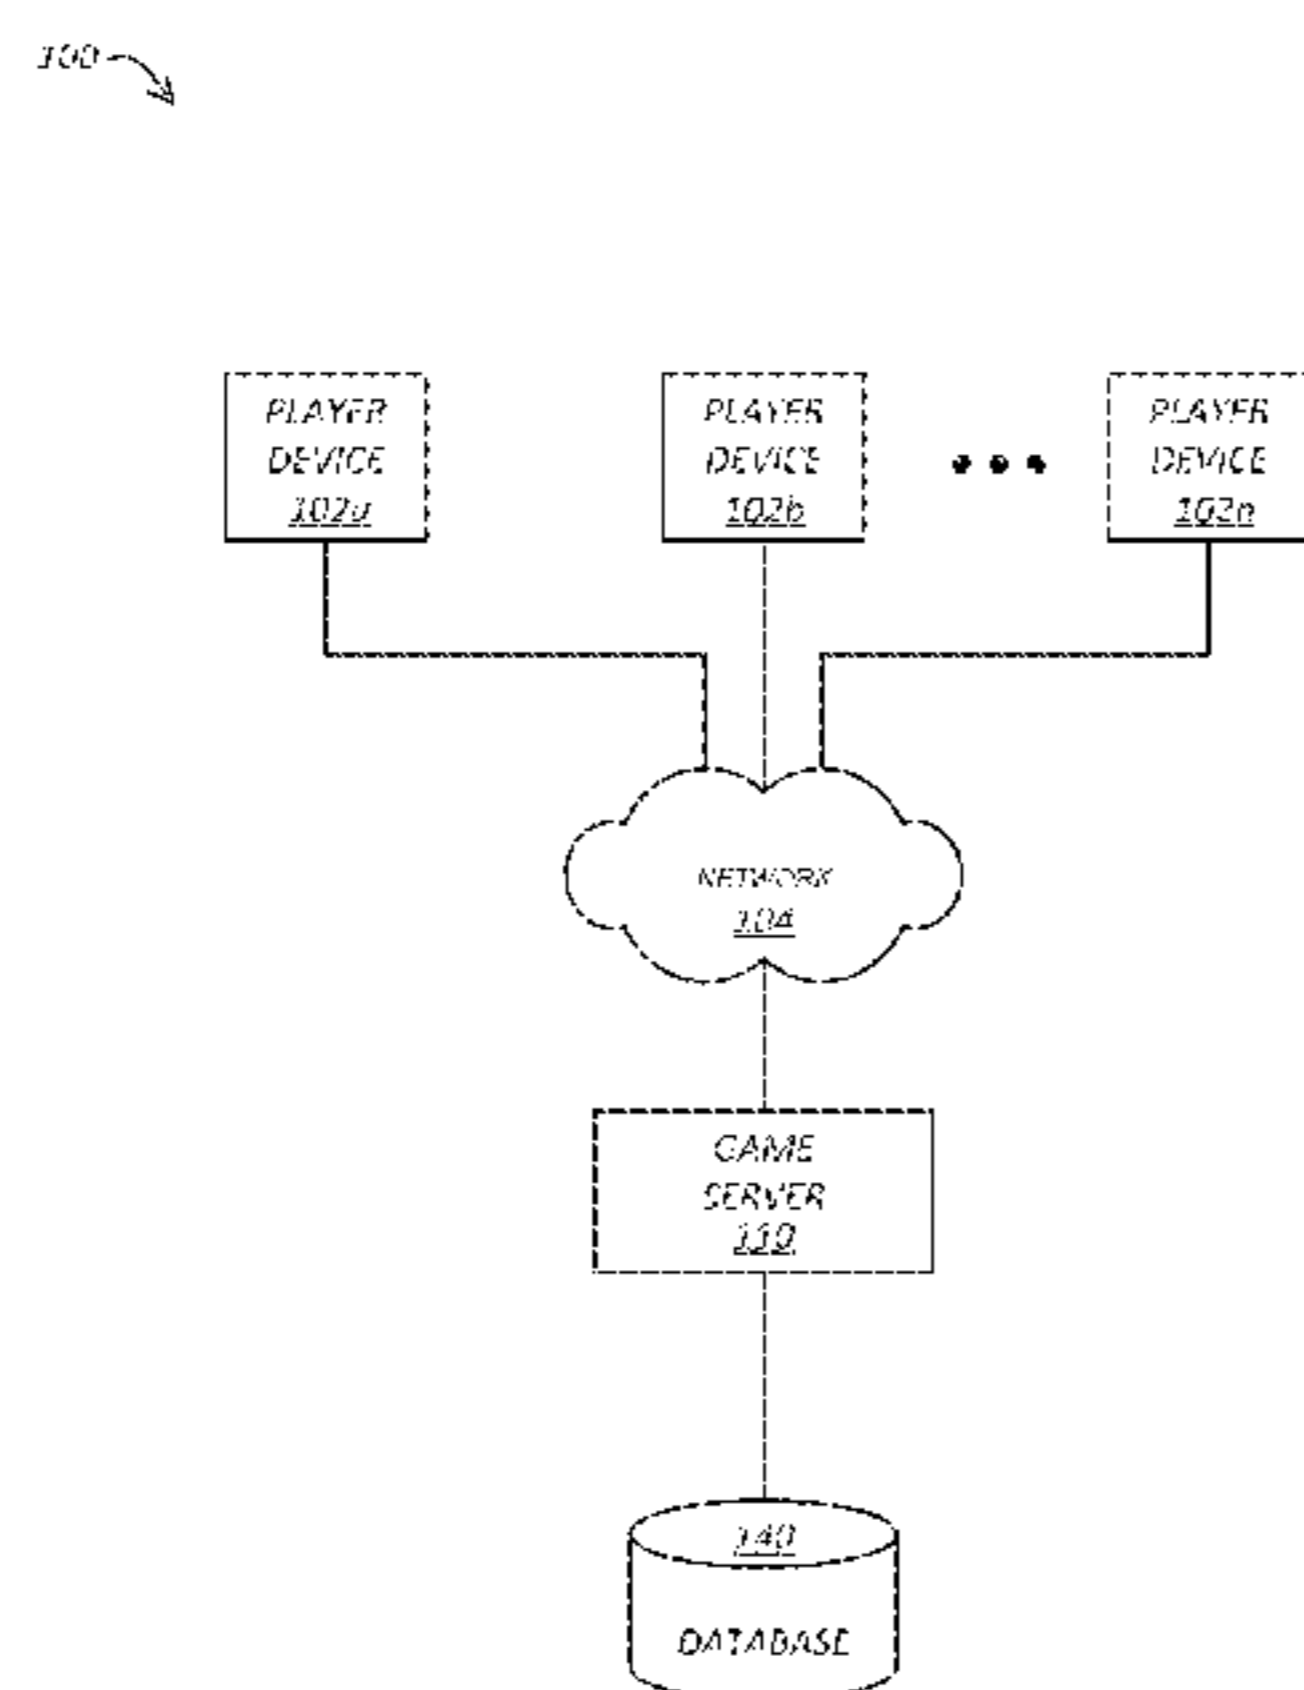 100
PLAYER
DEVICE
102a
PLAYER
DEVICE
102b
PLAYER
DEVICE
102n
NETWORK
104
GAME
SERVER
110
140
DATABASE